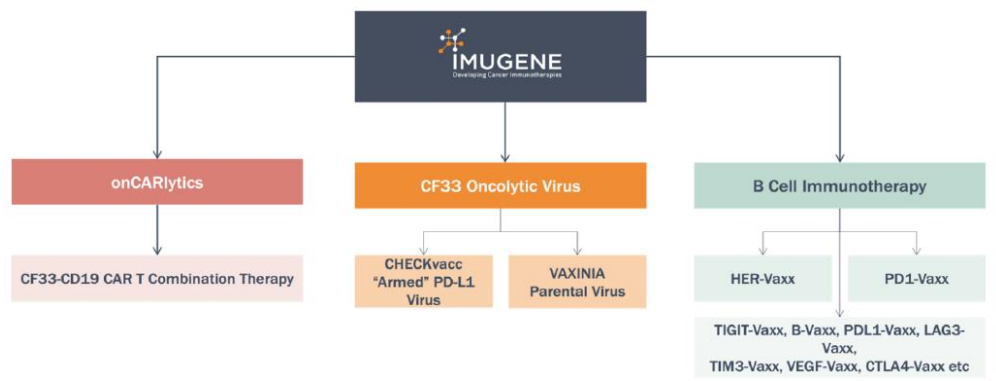 IMUGENE
Developing Cancer Immunotherapies
onCARlytics
CF33 Oncolytic Virus
B Cell Immunotherapy
CF33-CD19 CAR T Combination Therapy
CHECKvacc
“Armed” PD-L1
Virus
VAXINIA
Parental Virus
HER-Vaxx
PD1-Vaxx
TIGIT-Vaxx, B-Vaxx, PDL1-Vaxx, LAG3-
Vaxx,
TIM3-Vaxx, VEGF-Vaxx, CTLA4-Vaxx etc